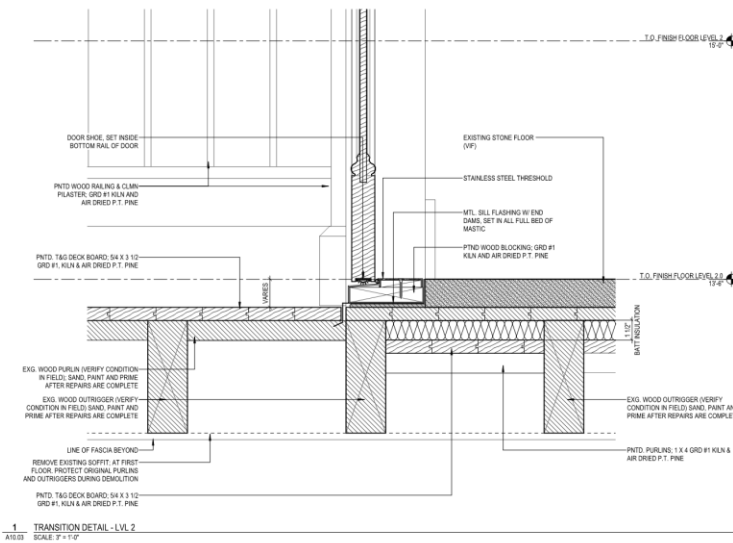 T.O. FINISH FLOOR LEVEL 2
15'-0"
DOOR SHOE, SET INSIDE
BOTTOM RAIL OF DOOR
EXISTING STONE FLOOR
(VIF)
PNTD WOOD RAILING & CLMN
PILASTER; GRD #1 KILN AND
AIR DRIED P.T. PINE
STAINLESS STEEL THRESHOLD
MTL. SILL FLASHING W/ END
DAMS, SET IN ALL FULL BED OF
MASTIC
PTND WOOD BLOCKING; GRD #1
KILN AND AIR DRIED P.T. PINE
PNTD. T&G DECK BOARD; 5/4 X 3 1/2
GRD #1, KILN & AIR DRIED P.T. PINE
VARIES
T.O. FINISH FLOOR LEVEL 2.0
13'-6"
1 1/2"
BATT INSULATION
EXG. WOOD PURLIN (VERIFY CONDITION
IN FIELD); SAND, PAINT AND PRIME
AFTER REPAIRS ARE COMPLETE
EXG. WOOD OUTRIGGER (VERIFY
CONDITION IN FIELD) SAND, PAINT AND
PRIME AFTER REPAIRS ARE COMPLETE
EXG. WOOD OUTRIGGER (VERIFY
CONDITION IN FIELD) SAND, PAINT AN
PRIME AFTER REPAIRS ARE COMPLE
LINE OF FASCIA BEYOND
REMOVE EXISTING SOFFIT; AT FIRST
FLOOR. PROTECT ORIGINAL PURLINS
AND OUTRIGGERS DURING DEMOLITION
PNTD. PURLINS; 1 X 4 GRD #1 KILN &
AIR DRIED P.T. PINE
PNTD. T&G DECK BOARD; 5/4 X 3 1/2
GRD #1, KILN & AIR DRIED P.T. PINE
1 TRANSITION DETAIL - LVL 2
A10.03 SCALE: 3" = 1'-0"